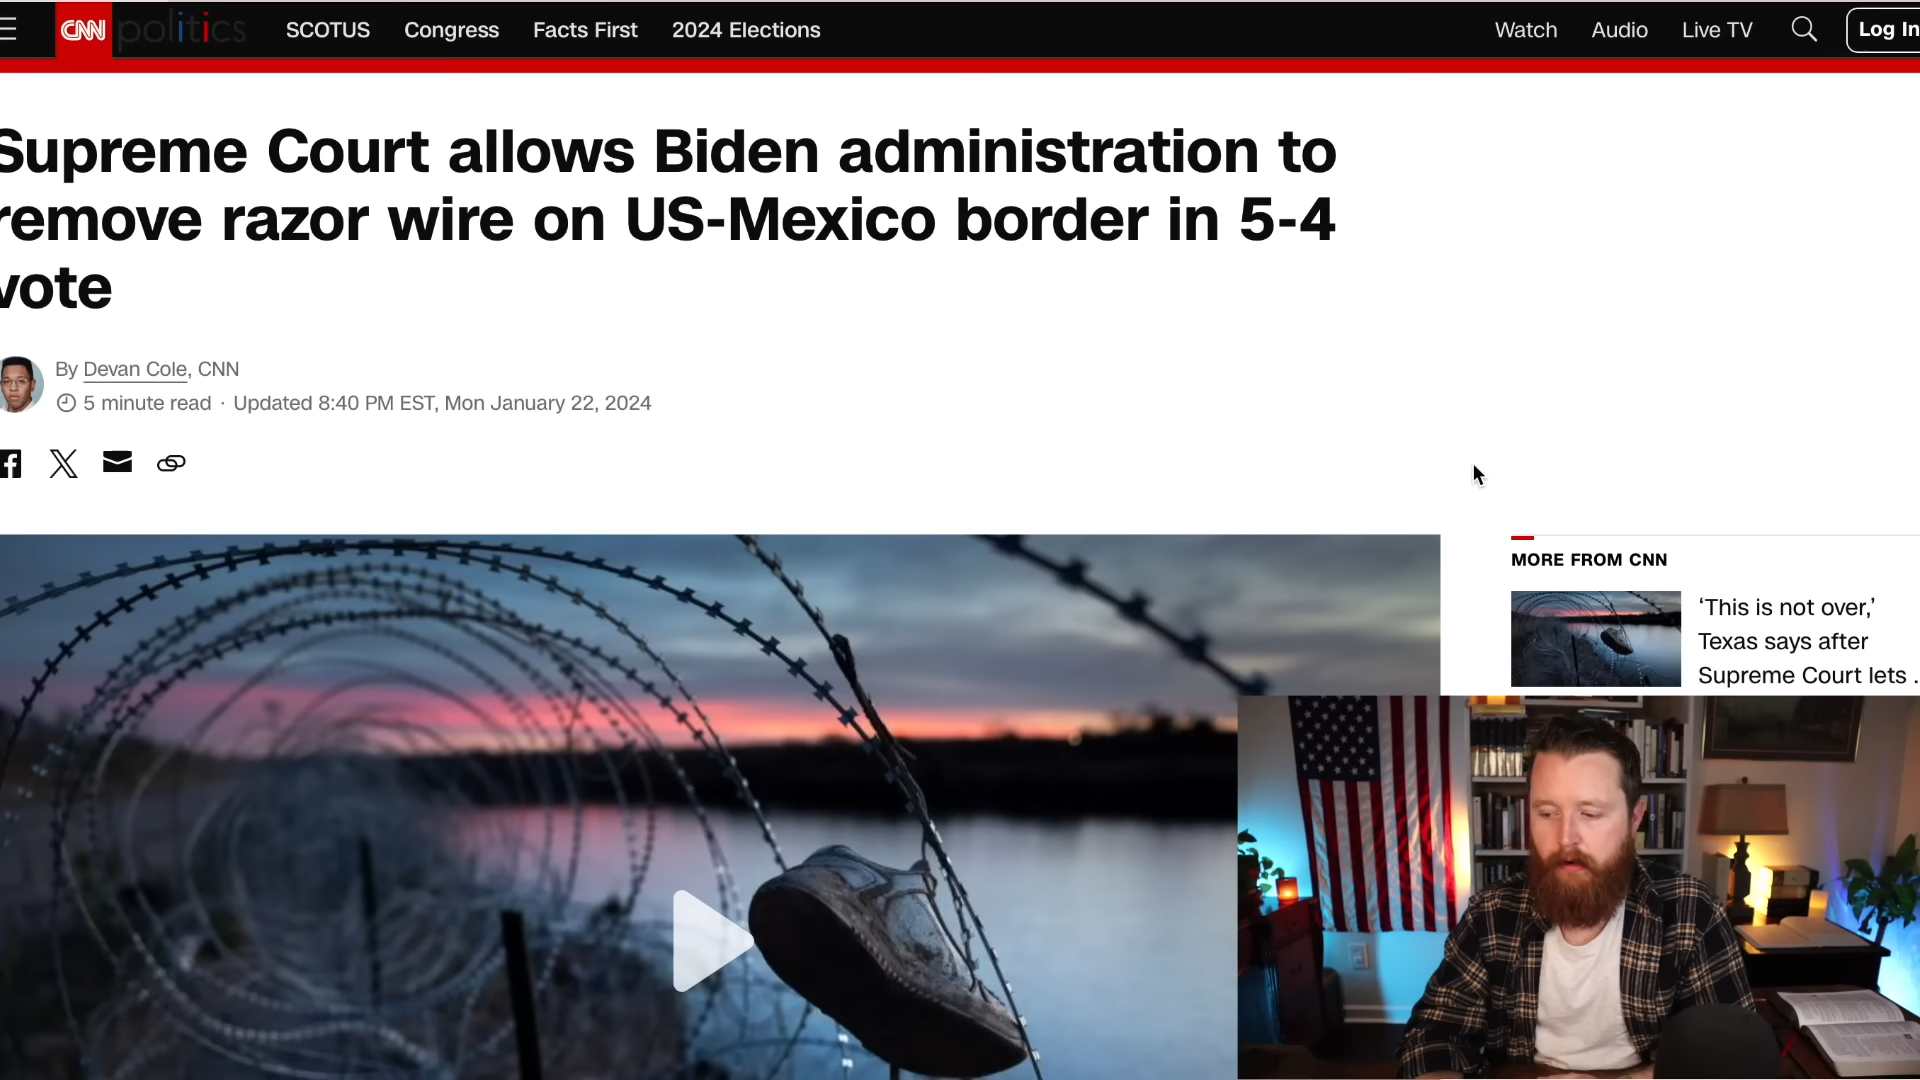 CNN politics SCOTUS Congress Facts First 2024 Elections Watch Audio Live TV Log In
Supreme Court allows Biden administration to
remove razor wire on US-Mexico border in 5-4
vote
By Devan Cole, CNN
5 minute read · Updated 8:40 PM EST, Mon January 22, 2024
MORE FROM CNN
‘This is not over,’
Texas says after
Supreme Court lets .